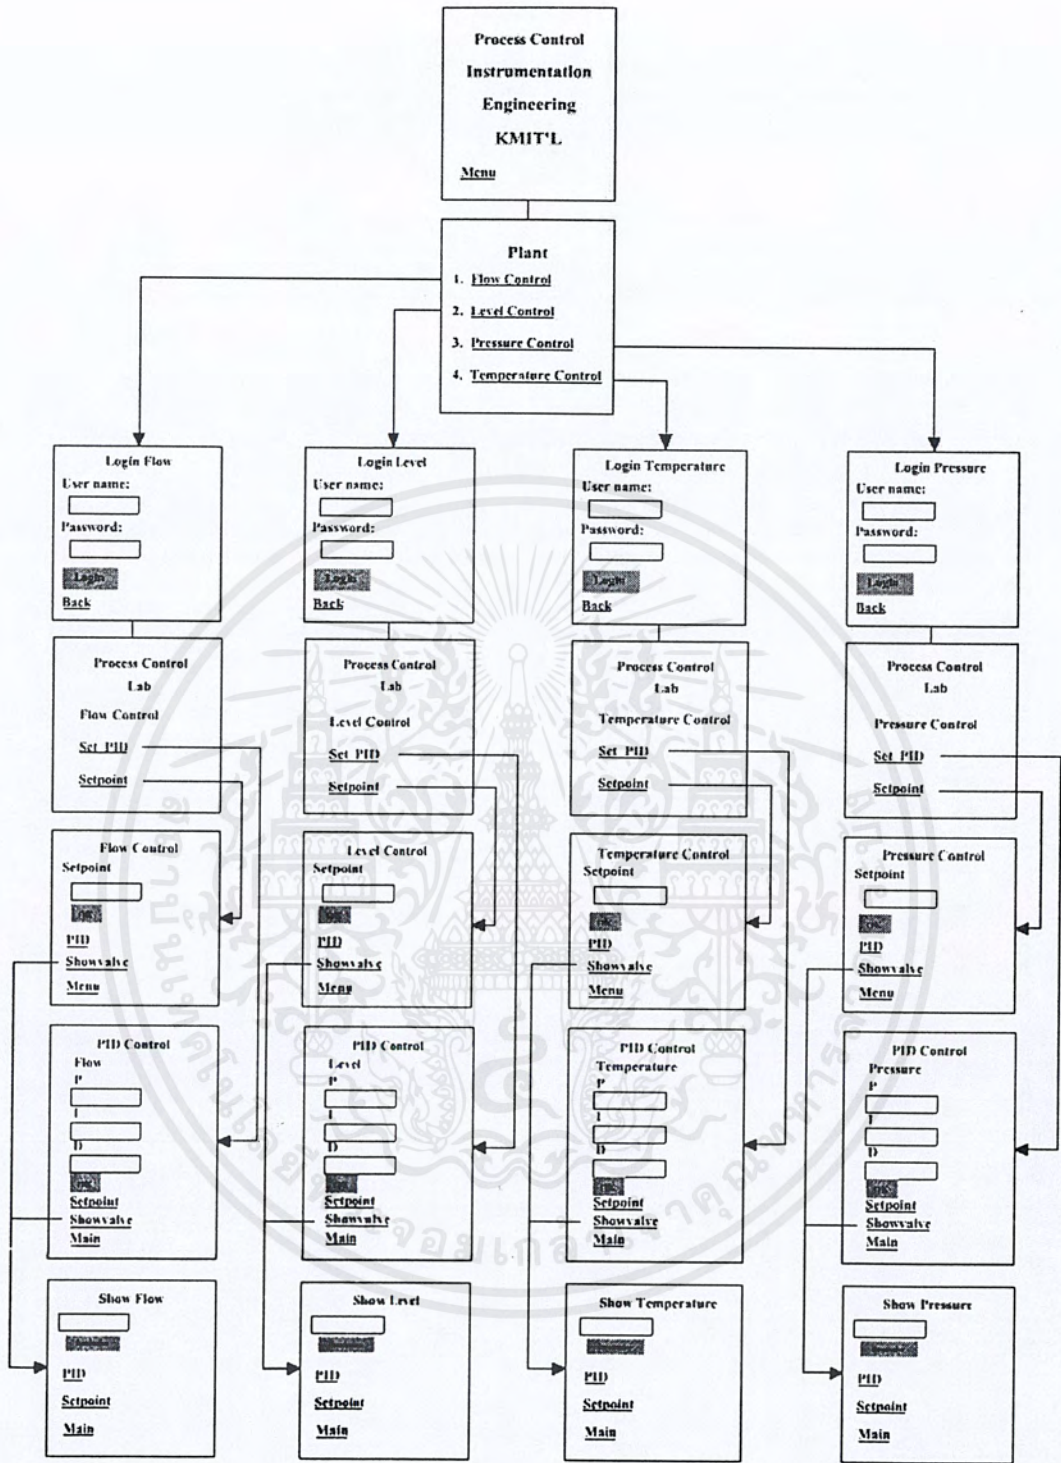 Process Control
Instrumentation
Engineering
KMIT'L
Menu
Plant
1. Flow Control
2. Level Control
3. Pressure Control
4. Temperature Control
Login Flow
User name:
Password:
Login
Back
Login Level
User name:
Password:
Login
Back
Login Temperature
User name:
Password:
Login
Back
Login Pressure
User name:
Password:
Login
Back
Process Control
Lab
Flow Control
Set PID
Setpoint
Process Control
Lab
Level Control
Set PID
Setpoint
Process Control
Lab
Temperature Control
Set PID
Setpoint
Process Control
Lab
Pressure Control
Set PID
Setpoint
Flow Control
Setpoint
PID
Showvalve
Menu
Level Control
Setpoint
PID
Showvalve
Menu
Temperature Control
Setpoint
PID
Showvalve
Menu
Pressure Control
Setpoint
PID
Showvalve
Menu
PID Control
Flow
P
I
D
Setpoint
Showvalve
Main
PID Control
Level
P
I
D
Setpoint
Showvalve
Main
PID Control
Temperature
P
I
D
Setpoint
Showvalve
Main
PID Control
Pressure
P
I
D
Setpoint
Showvalve
Main
Show Flow
PID
Setpoint
Main
Show Level
PID
Setpoint
Main
Show Temperature
PID
Setpoint
Main
Show Pressure
PID
Setpoint
Main